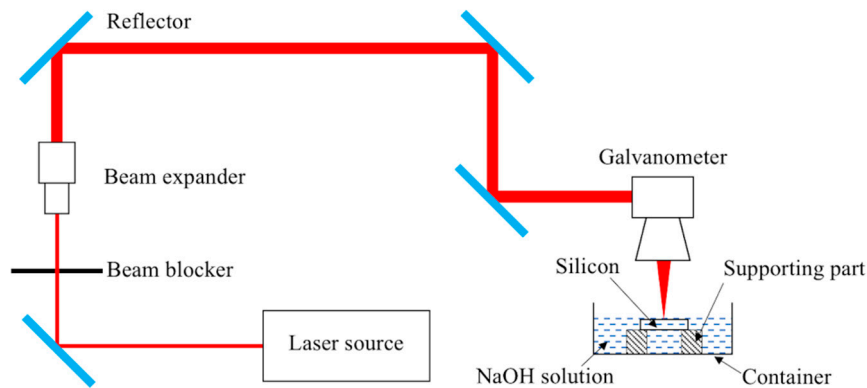 Reflector
Galvanometer
Beam expander
Beam blocker
Silicon
Supporting part
Laser source
NaOH solution
Container